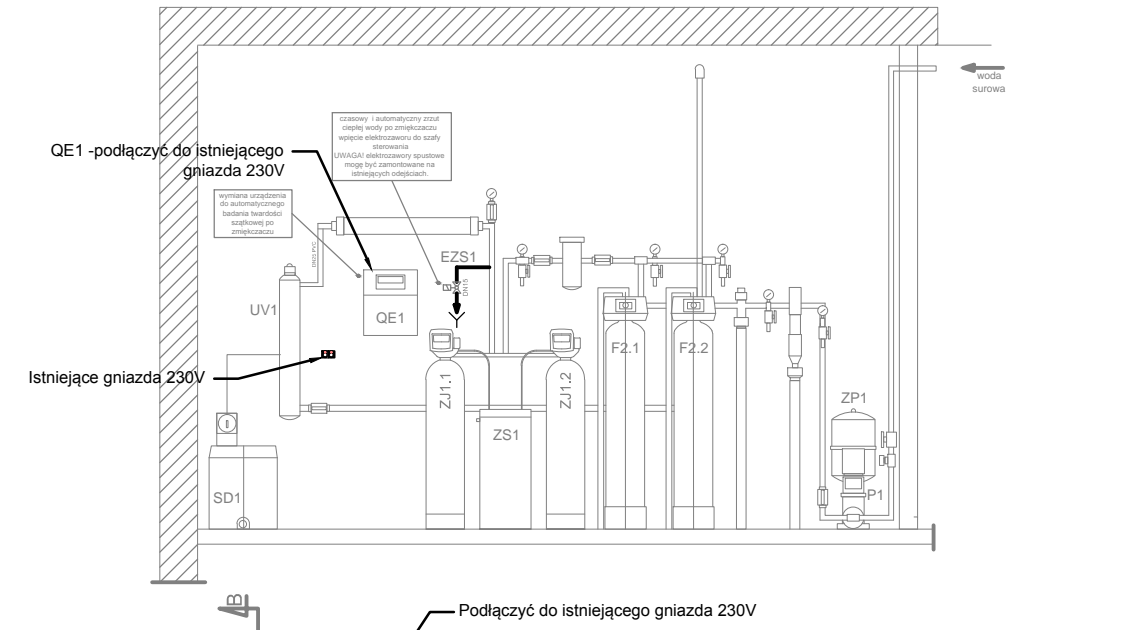 woda
surowa
czasowy i automatyczny zrzut
ciepłej wody po zmiękczaczu
wpięcie elektrozaworu do szafy
sterowania
UWAGA! elektrozawory spustowe
mogę być zamontowane na
istniejących odejściach.
QE1 -podłączyć do istniejącego
gniazda 230V
wymiana urządzenia
do automatycznego
badania twardości
szątkowej po
zmiękczaczu
DN25 PVC
EZS1
DN15
UV1
QE1
F2.1
F2.2
Istniejące gniazda 230V
ZJ1.1
ZJ1.2
ZP1
ZS1
SD1
P1
B
Podłączyć do istniejącego gniazda 230V